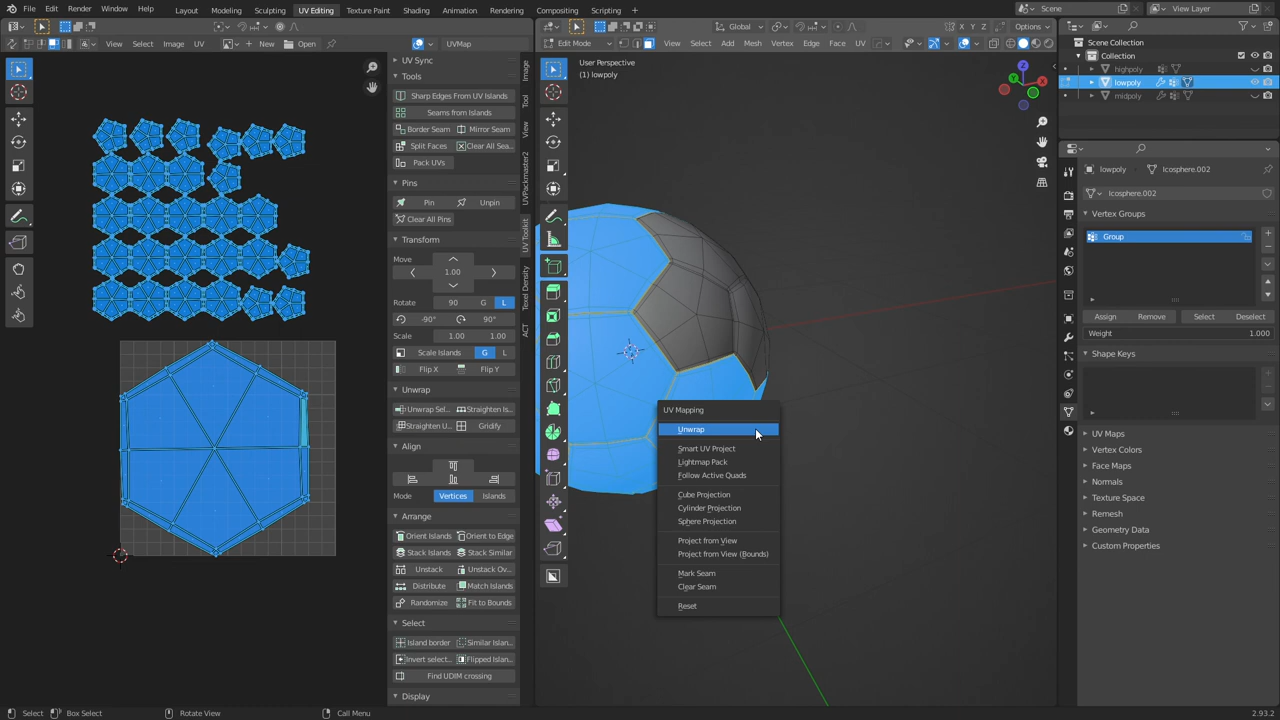 File Edit Render Window Help Layout Modeling Sculpting UV Editing Texture Paint Shading Animation Rendering Compositing Scripting + Scene View Layer
Global Options
View Select Image UV + New Open UVMap
Edit Mode View Select Add Mesh Vertex Edge Face UV
User Perspective
(1) lowpoly
UV Sync
Tools
Sharp Edges From UV Islands
Seams from Islands
Border Seam Mirror Seam
Split Faces Clear All Sea...
Pack UVs
Pins
Pin Unpin
Clear All Pins
Transform
Move
1.00
Rotate 90 G L
-90° 90°
Scale 1.00 1.00
Scale Islands G L
Flip X Flip Y
Unwrap
Unwrap Sel... Straighten Is...
Straighten U... Gridify
Align
Mode Vertices Islands
Arrange
Orient Islands Orient to Edge
Stack Islands Stack Similar
Unstack Unstack Ov...
Distribute Match Islands
Randomize Fit to Bounds
Select
Island border Similar Islan...
Invert select... Flipped Islan...
Find UDIM crossing
Display
Image
Tool
View
UVPackmaster2
UV Toolkit
Texel Density
ACT
X Y Z
Z
X
Y
UV Mapping
Unwrap
Smart UV Project
Lightmap Pack
Follow Active Quads
Cube Projection
Cylinder Projection
Sphere Projection
Project from View
Project from View (Bounds)
Mark Seam
Clear Seam
Reset
Scene Collection
Collection
highpoly
lowpoly
midpoly
lowpoly Icosphere.002
Icosphere.002
Vertex Groups
Group
Assign Remove Select Deselect
Weight 1.000
Shape Keys
UV Maps
Vertex Colors
Face Maps
Normals
Texture Space
Remesh
Geometry Data
Custom Properties
Select Box Select Rotate View Call Menu 2.93.2